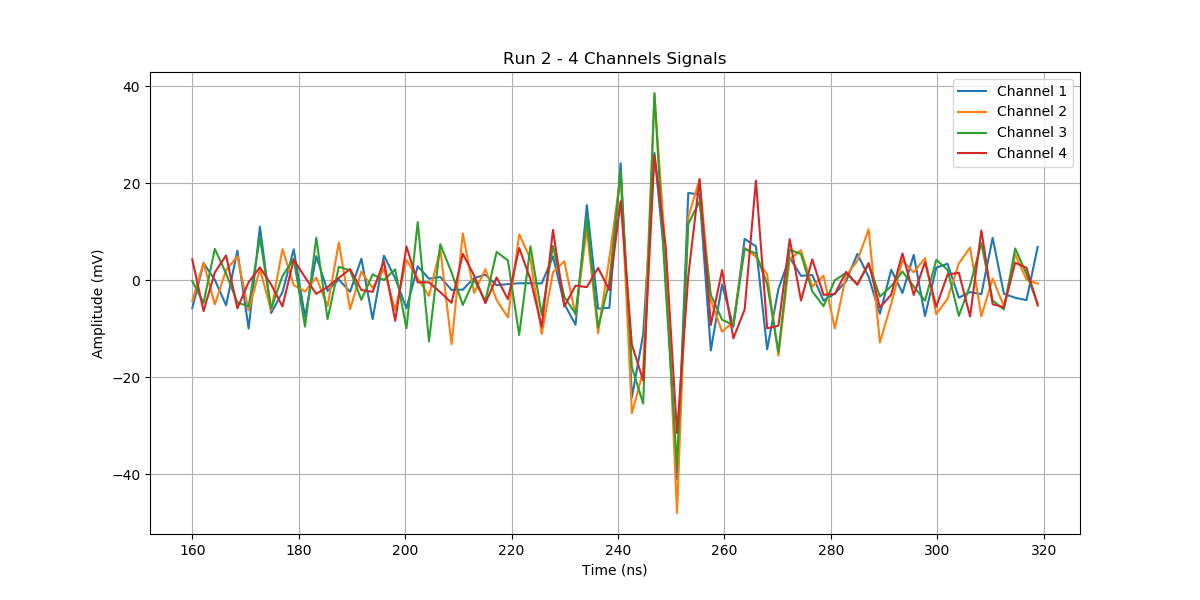 Run 2 - 4 Channels Signals
Amplitude (mV)
40
20
0
−20
−40
Channel 1
Channel 2
Channel 3
Channel 4
160 180 200 220 240 260 280 300 320
Time (ns)